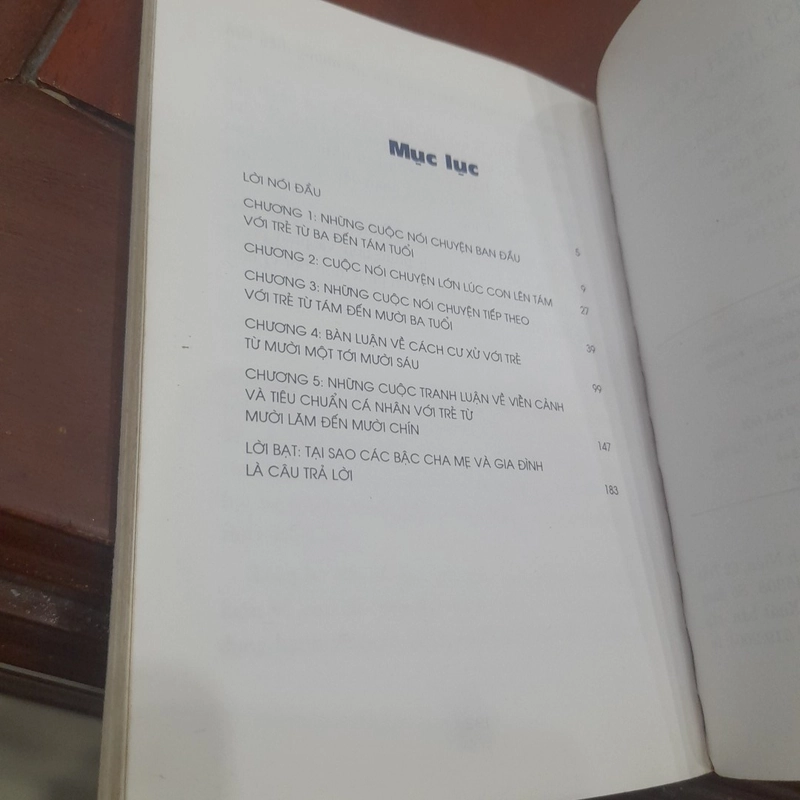 Mục lục
LỜI NÓI ĐẦU 5
CHƯƠNG 1: NHỮNG CUỘC NÓI CHUYỆN BAN ĐẦU
VỚI TRẺ TỪ BA ĐẾN TÁM TUỔI 9
CHƯƠNG 2: CUỘC NÓI CHUYỆN LỚN LÚC CON LÊN TÁM 27
CHƯƠNG 3: NHỮNG CUỘC NÓI CHUYỆN TIẾP THEO
VỚI TRẺ TỪ TÁM ĐẾN MƯỜI BA TUỔI 39
CHƯƠNG 4: BÀN LUẬN VỀ CÁCH CƯ XỬ VỚI TRẺ
TỪ MƯỜI MỘT TỚI MƯỜI SÁU 99
CHƯƠNG 5: NHỮNG CUỘC TRANH LUẬN VỀ VIỄN CẢNH
VÀ TIÊU CHUẨN CÁ NHÂN VỚI TRẺ TỪ
MƯỜI LĂM ĐẾN MƯỜI CHÍN 147
LỜI BẠT: TẠI SAO CÁC BẬC CHA MẸ VÀ GIA ĐÌNH
LÀ CÂU TRẢ LỜI 183